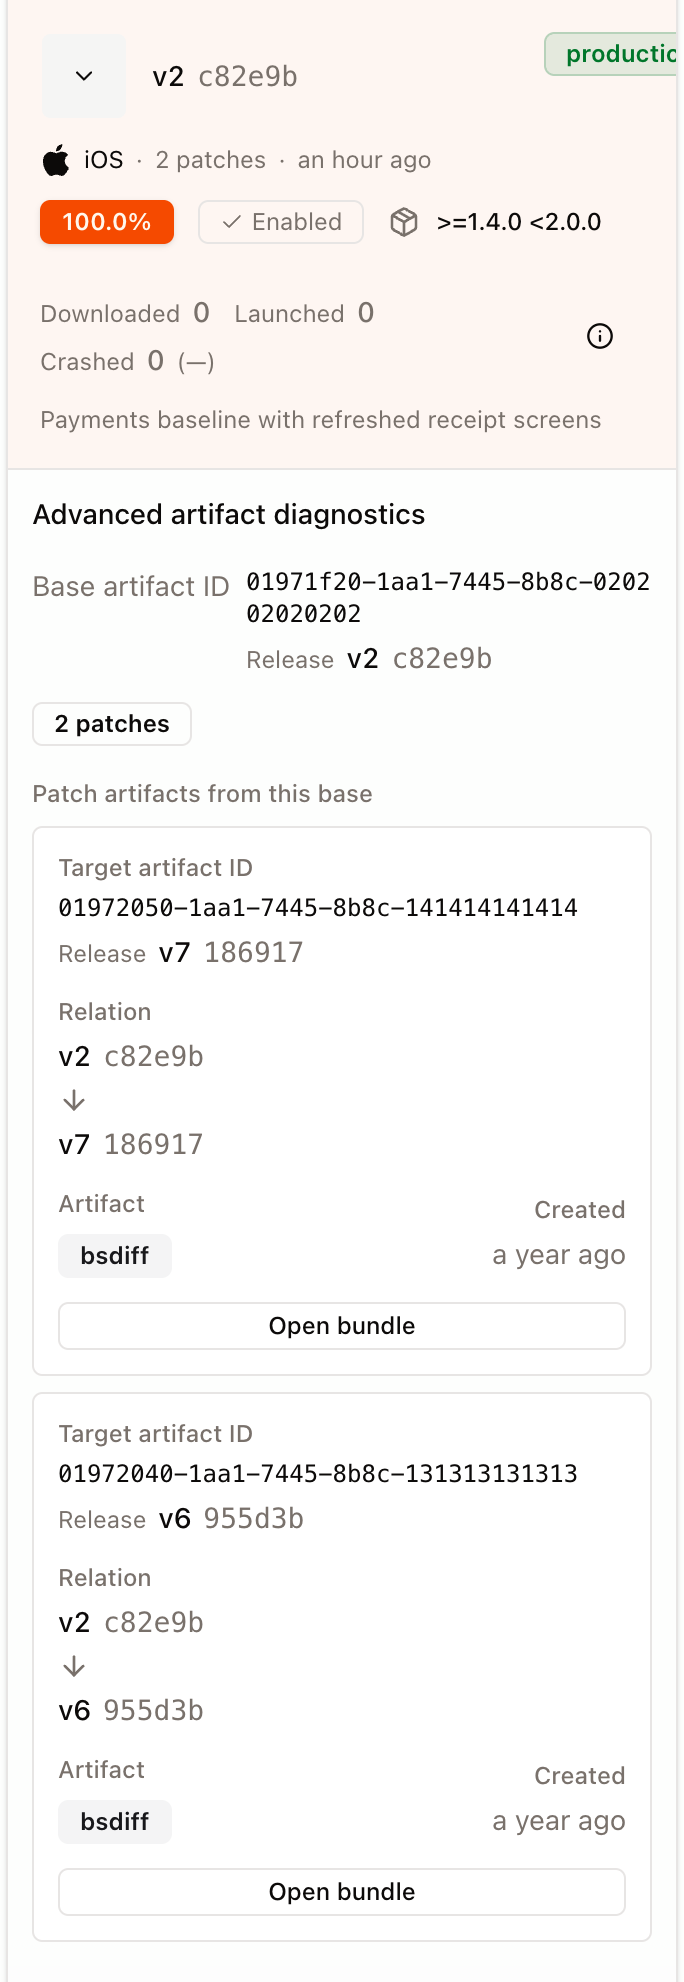 v2 c82e9b
productic
iOS · 2 patches · an hour ago
100.0% Enabled >=1.4.0 <2.0.0
Downloaded 0 Launched 0
Crashed 0 (—)
Payments baseline with refreshed receipt screens
Advanced artifact diagnostics
Base artifact ID 01971f20-1aa1-7445-8b8c-0202
02020202
Release v2 c82e9b
2 patches
Patch artifacts from this base
Target artifact ID
01972050-1aa1-7445-8b8c-141414141414
Release v7 186917
Relation
v2 c82e9b
↓
v7 186917
Artifact
Created
bsdiff
a year ago
Open bundle
Target artifact ID
01972040-1aa1-7445-8b8c-131313131313
Release v6 955d3b
Relation
v2 c82e9b
↓
v6 955d3b
Artifact
Created
bsdiff
a year ago
Open bundle